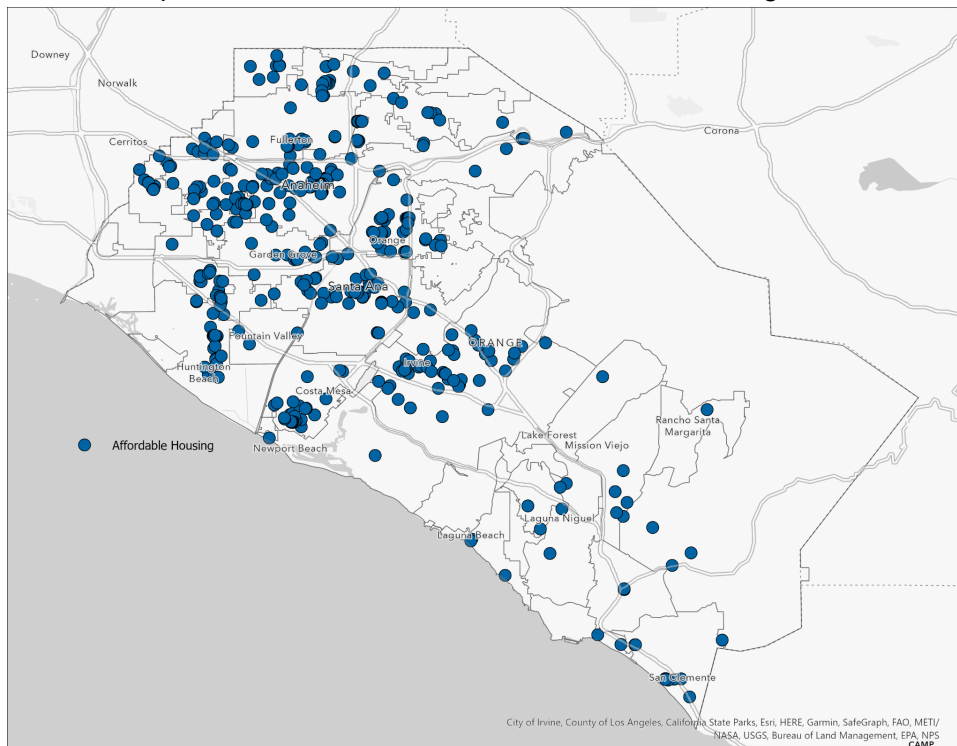 Downey
Norwalk
Cerritos
Fullerton
Corona
Anaheim
Orange
Garden Grove
Santa Ana
Fountain Valley
ORANGE
Huntington
Beach
Irvine
Costa Mesa
Rancho Santa
Margarita
Lake Forest
Mission Viejo
Affordable Housing
Newport Beach
Laguna Niguel
Laguna Beach
San Clemente
City of Irvine, County of Los Angeles, California State Parks, Esri, HERE, Garmin, SafeGraph, FAO, METI/
NASA, USGS, Bureau of Land Management, EPA, NPS